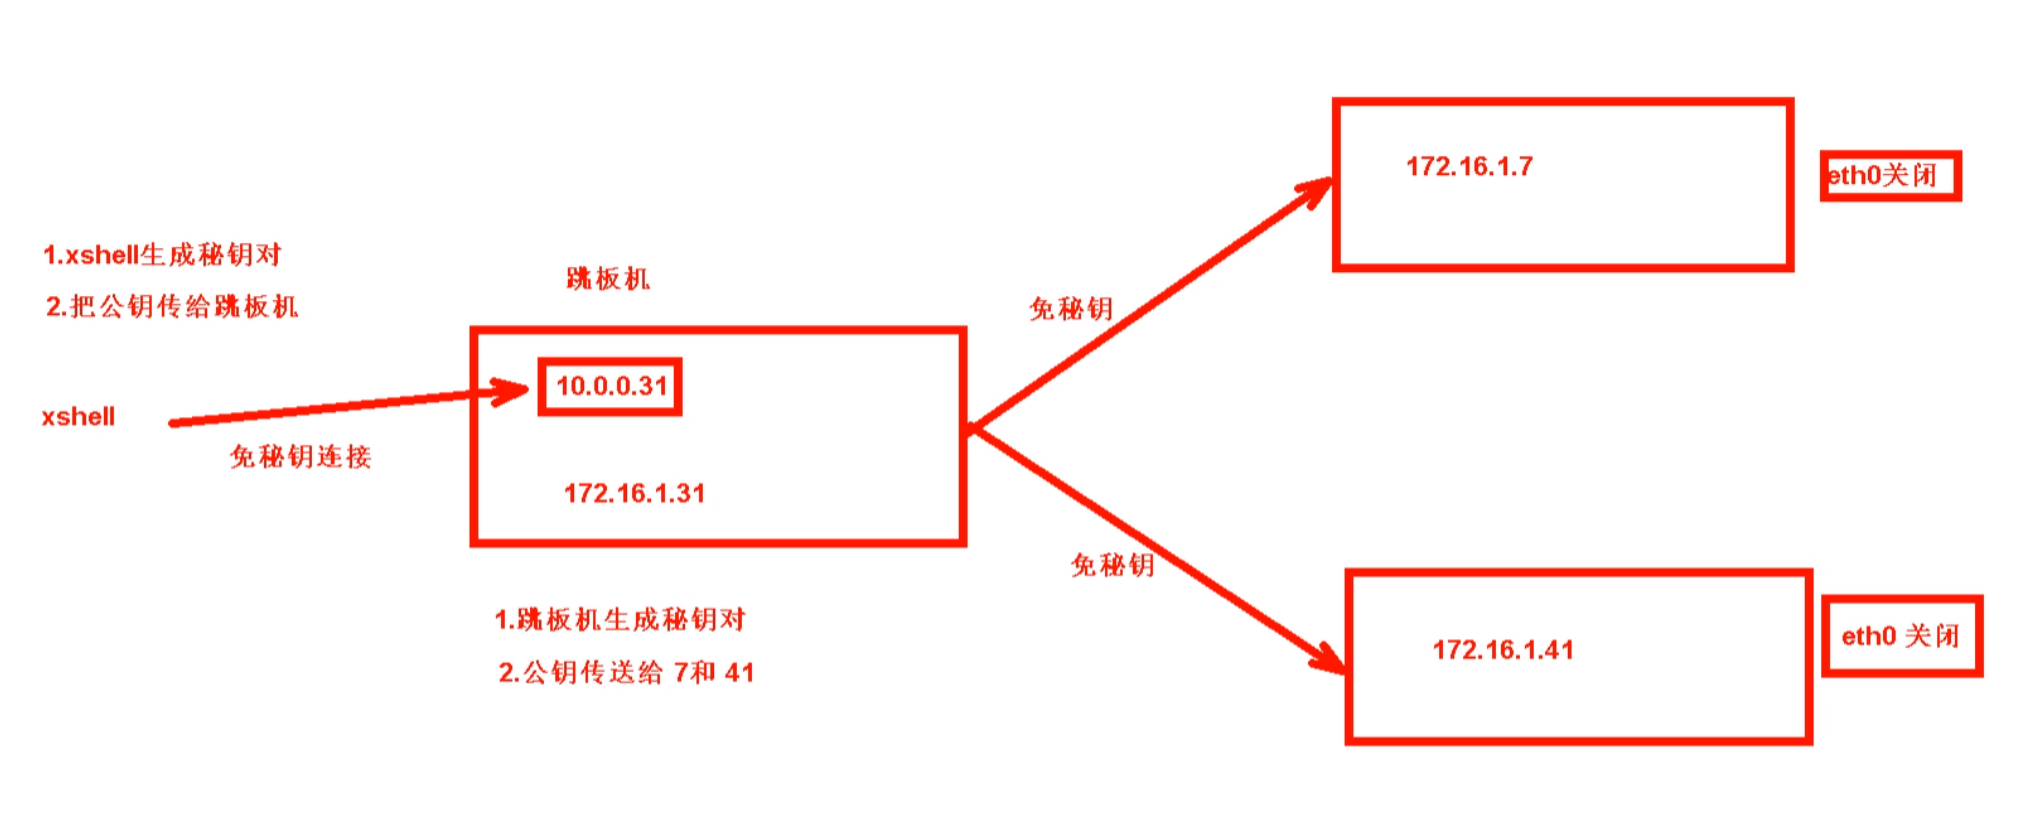 1.xshell生成秘钥对
2.把公钥传给跳板机
xshell
免秘钥连接
跳板机
10.0.0.31
172.16.1.31
1.跳板机生成秘钥对
2.公钥传送给 7和 41
免秘钥
免秘钥
172.16.1.7
eth0关闭
172.16.1.41
eth0 关闭